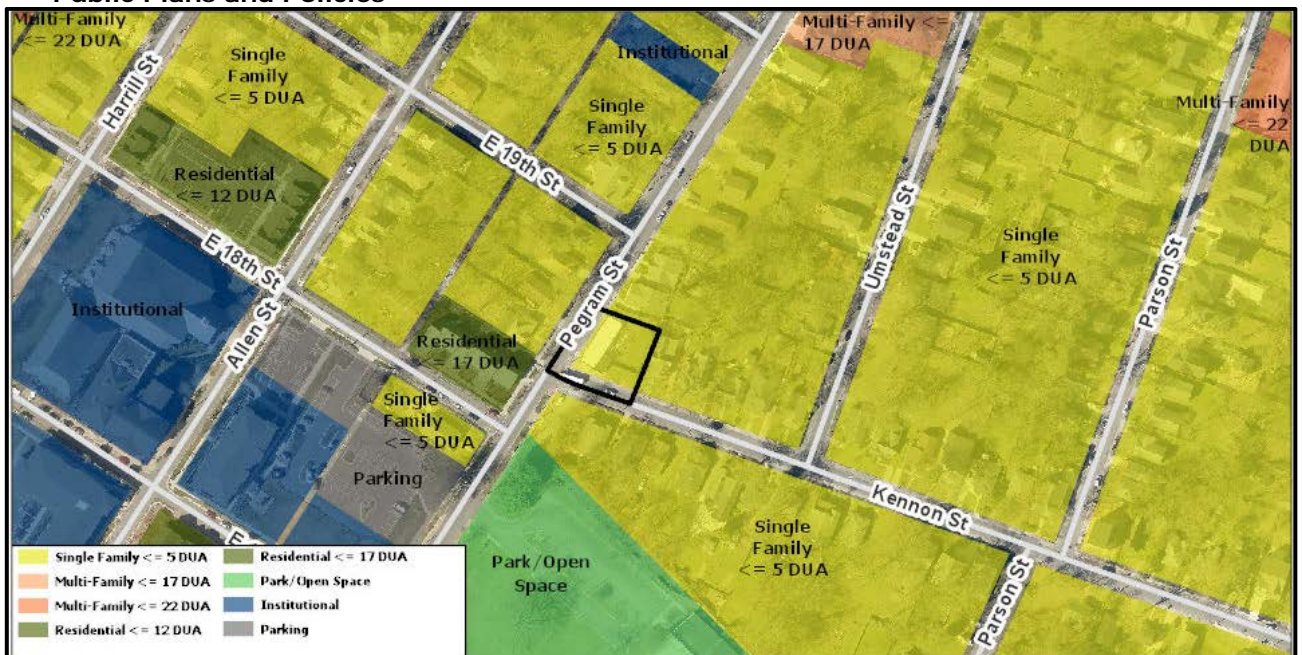 Public Plans and Policies
Multi-Family
<= 22 DUA
Harrill St
Single
Family
<= 5 DUA
Institutional
Multi-Family <=
17 DUA
Single
Family
<= 5 DUA
Multi-Family
<= 22
DUA
E 19th St
Residential
<= 12 DUA
E 18th St
Umstead St
Single
Family
<= 5 DUA
Parson St
Institutional
Allen St
Pegram St
Residential
<= 17 DUA
Single
Family
<= 5 DUA
Parking
Kennon St
Single
Family
<= 5 DUA
Park/Open
Space
Parson St
E
Single Family <= 5 DUA
Multi-Family <= 17 DUA
Multi-Family <= 22 DUA
Residential <= 12 DUA
Residential <= 17 DUA
Park/Open Space
Institutional
Parking